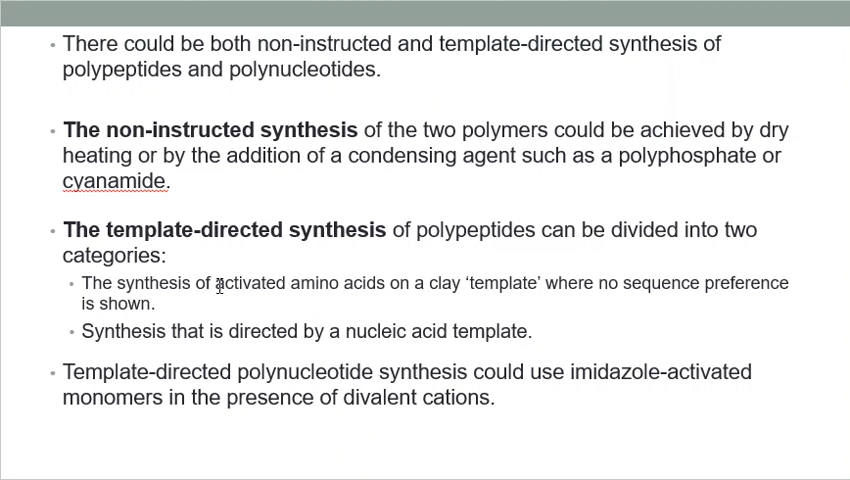 • There could be both non-instructed and template-directed synthesis of
polypeptides and polynucleotides.
• The non-instructed synthesis of the two polymers could be achieved by dry
heating or by the addition of a condensing agent such as a polyphosphate or
cyanamide.
• The template-directed synthesis of polypeptides can be divided into two
categories:
• The synthesis of activated amino acids on a clay ‘template’ where no sequence preference
is shown.
• Synthesis that is directed by a nucleic acid template.
• Template-directed polynucleotide synthesis could use imidazole-activated
monomers in the presence of divalent cations.